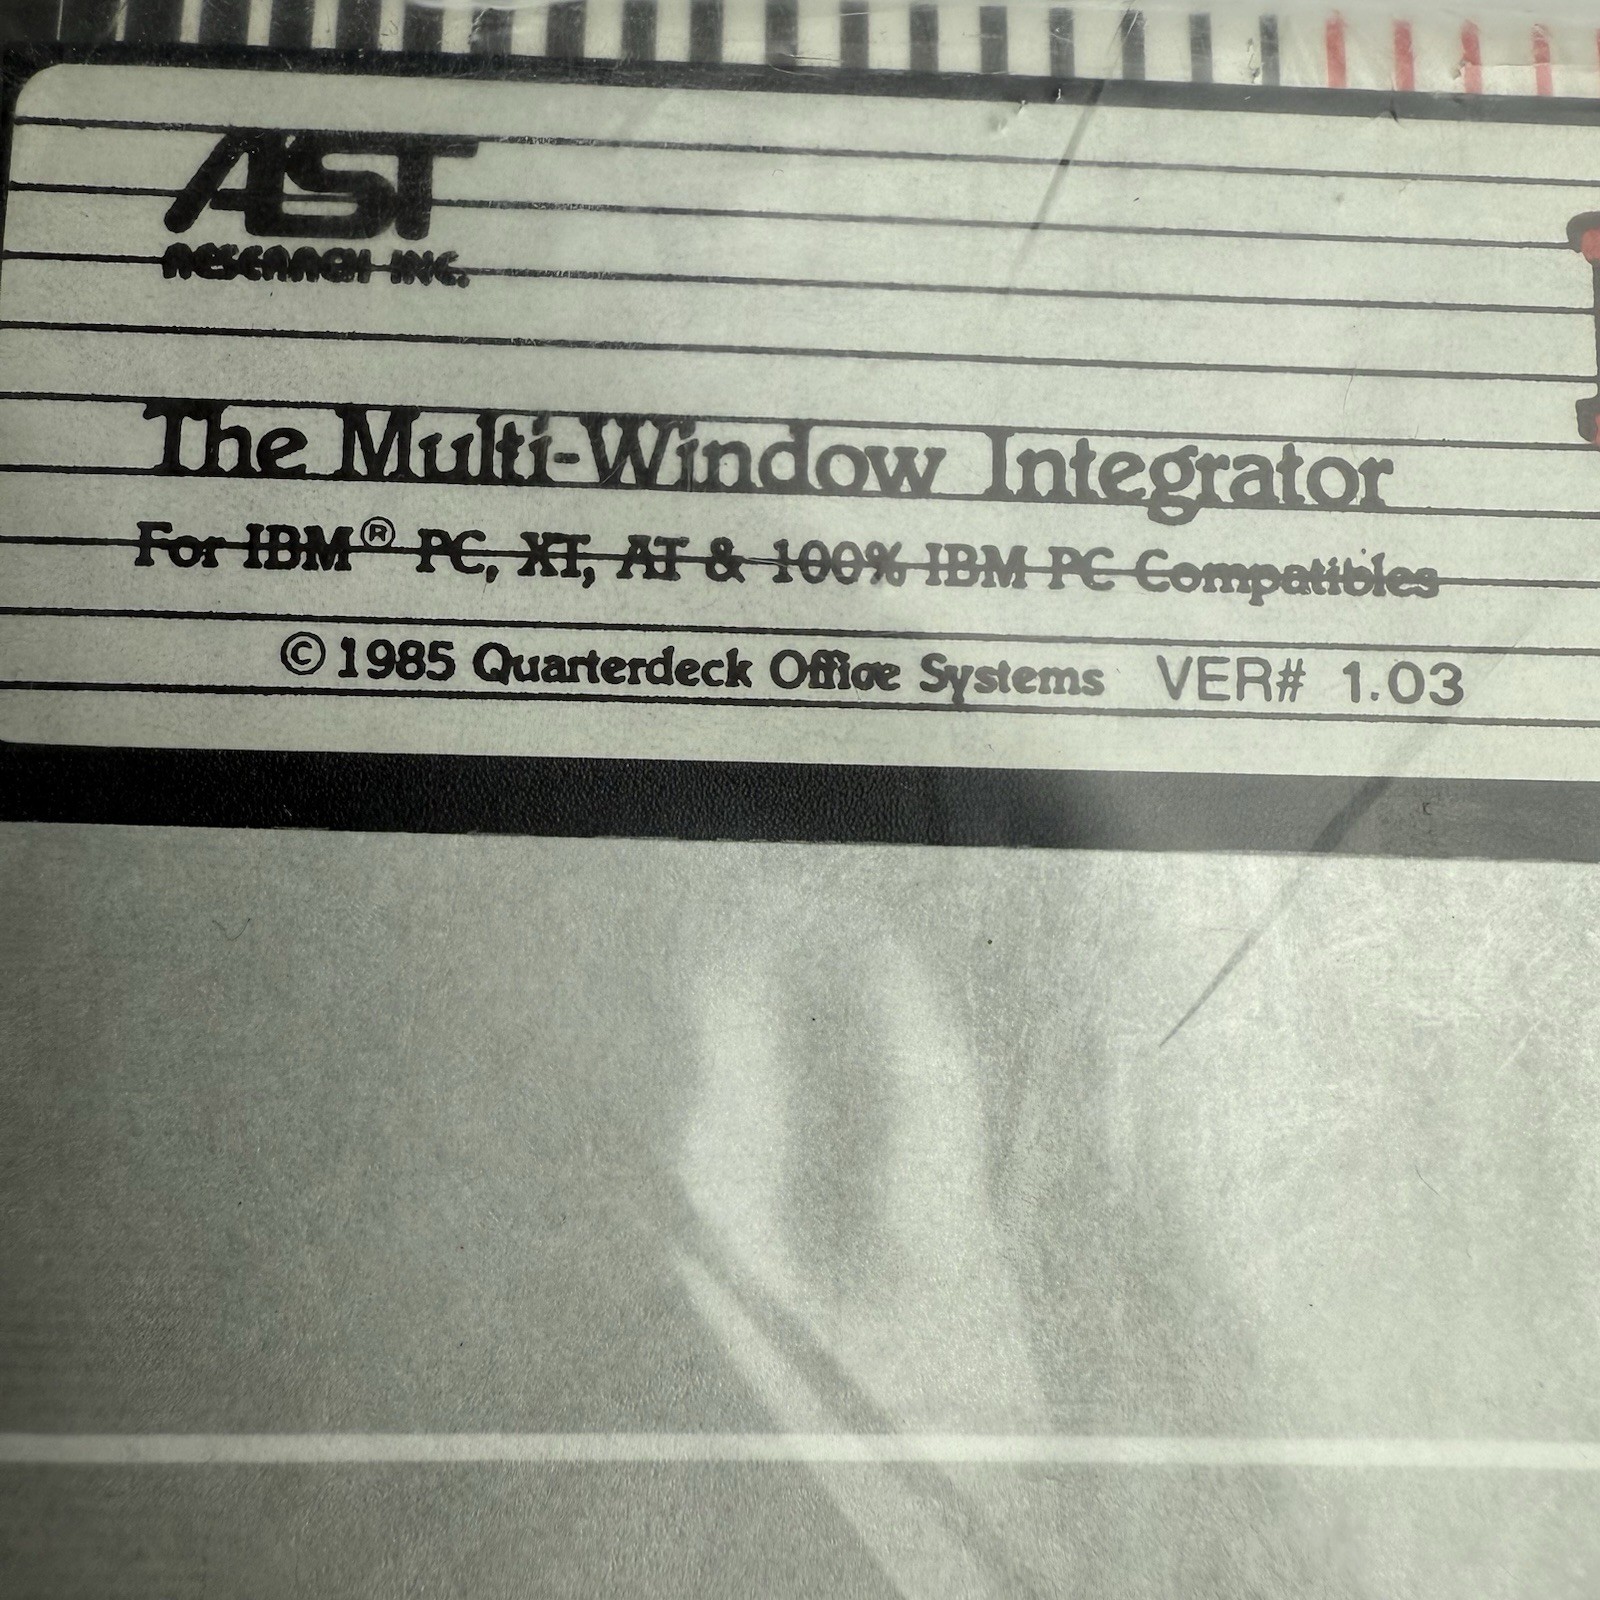 AST
RESEARCH INC.
The Multi-Window Integrator
For IBM® PC, XT, AT & 100% IBM PC Compatibles
© 1985 Quarterdeck Office Systems VER# 1.03